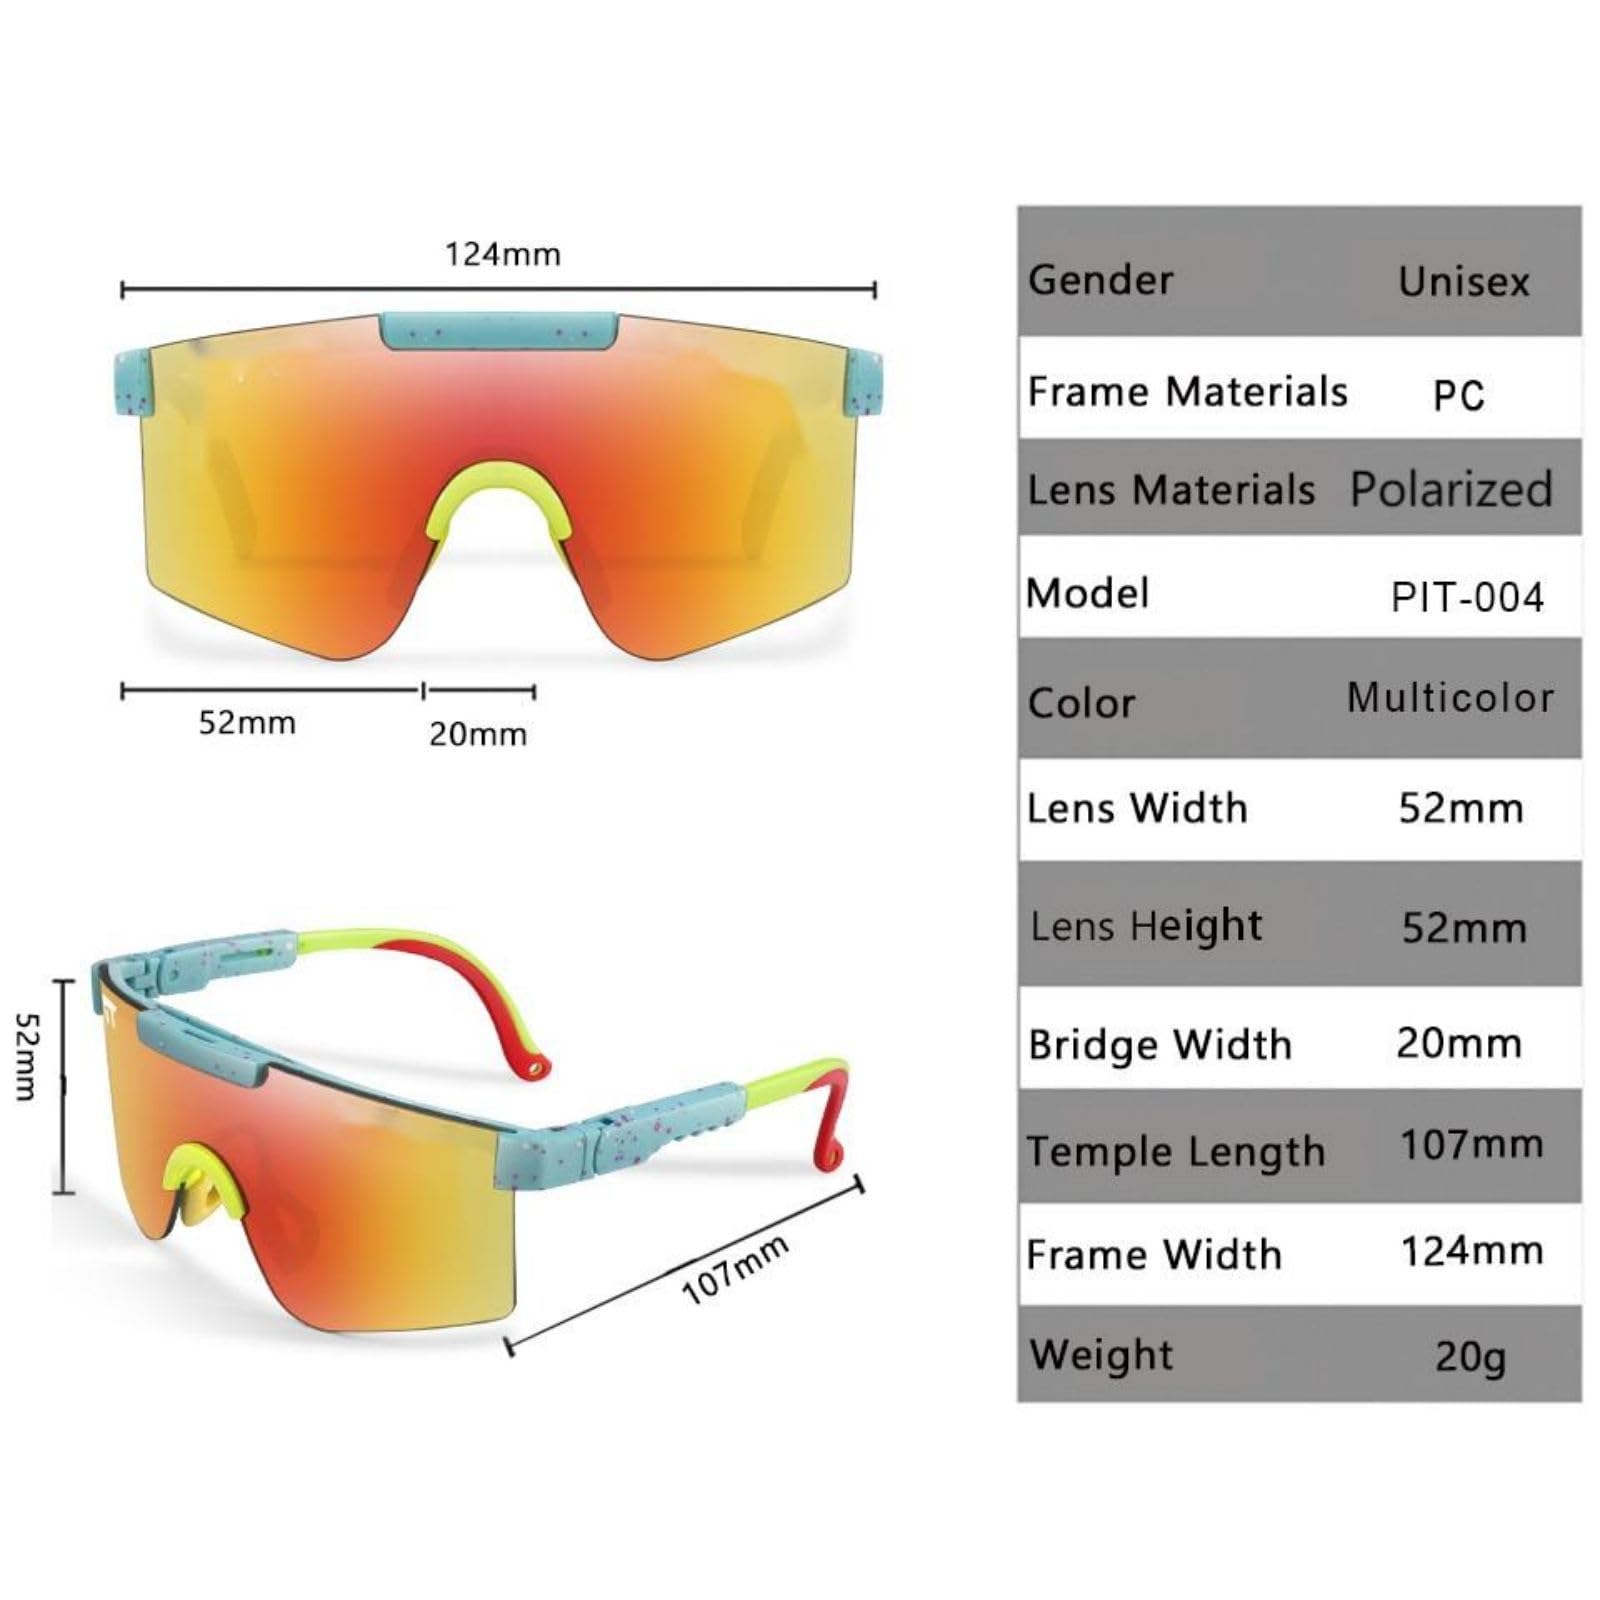 124mm
52mm
20mm
52mm
107mm
Gender Unisex
Frame Materials PC
Lens Materials Polarized
Model PIT-004
Color Multicolor
Lens Width 52mm
Lens Height 52mm
Bridge Width 20mm
Temple Length 107mm
Frame Width 124mm
Weight 20g